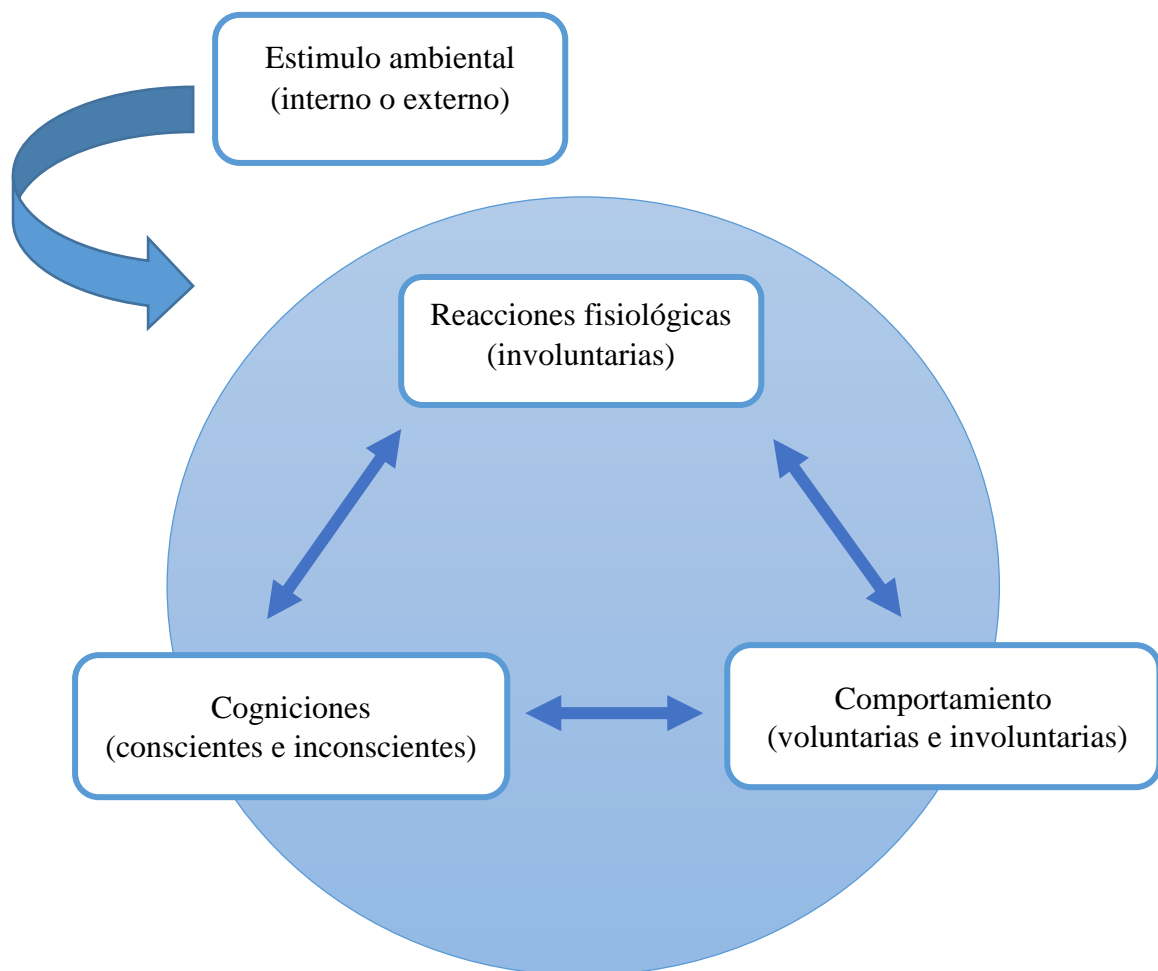 Estimulo ambiental
(interno o externo)
Reacciones fisiológicas
(involuntarias)
Cogniciones
(conscientes e inconscientes)
Comportamiento
(voluntarias e involuntarias)